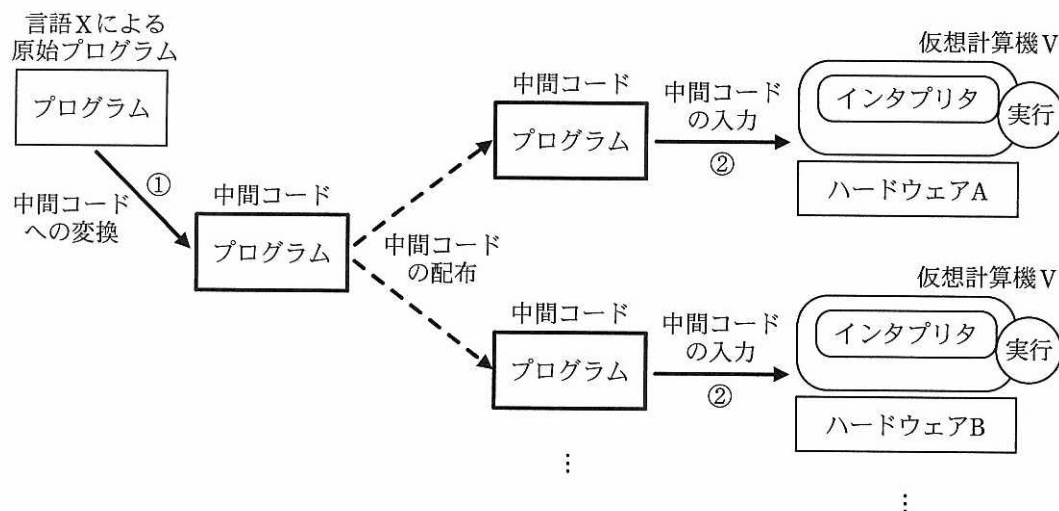 言語Xによる
原始プログラム
プログラム
①
中間コード
への変換
中間コード
プログラム
中間コード
の配布
中間コード
プログラム
中間コード
の入力
②
仮想計算機V
インタプリタ
実行
ハードウェアA
中間コード
プログラム
中間コード
の入力
②
仮想計算機V
インタプリタ
実行
ハードウェアB
⋮
⋮